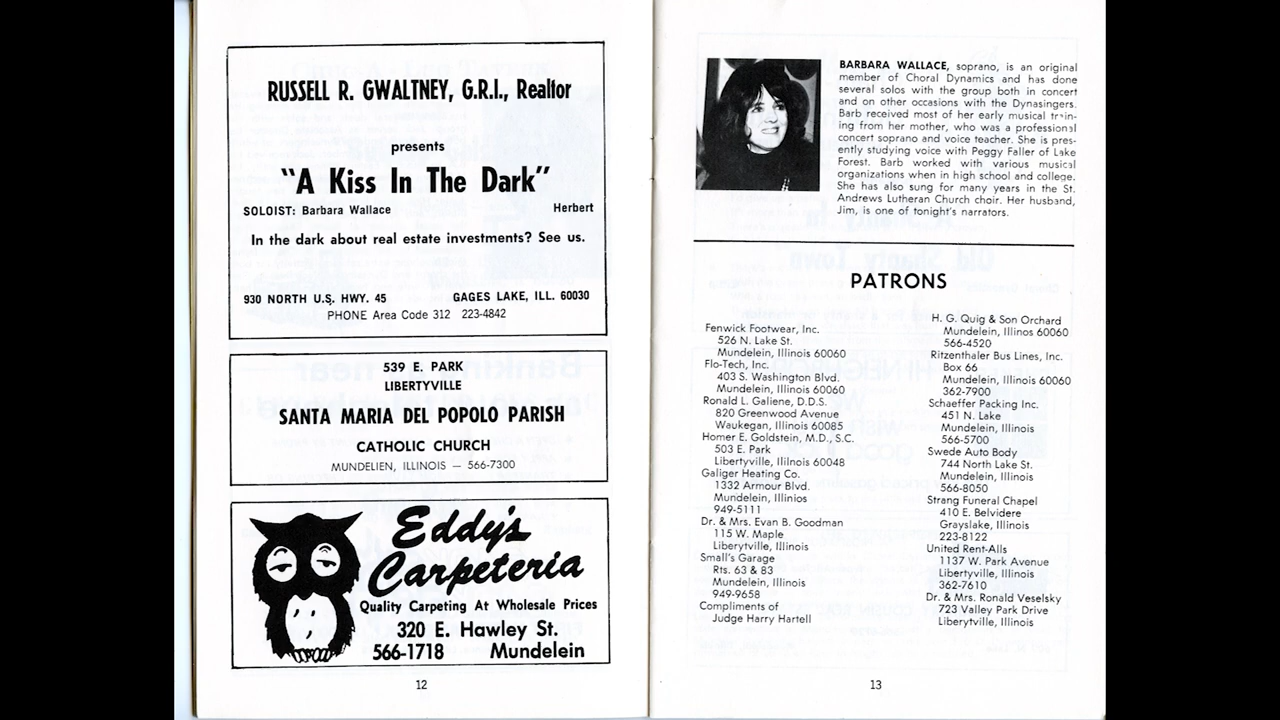 RUSSELL R. GWALTNEY, G.R.I., Realtor
presents
"A Kiss In The Dark"
SOLOIST: Barbara Wallace Herbert
In the dark about real estate investments? See us.
930 NORTH U.S. HWY. 45 GAGES LAKE, ILL. 60030
PHONE Area Code 312 223-4842
539 E. PARK
LIBERTYVILLE
SANTA MARIA DEL POPOLO PARISH
CATHOLIC CHURCH
MUNDELIEN, ILLINOIS — 566-7300
Eddy's
Carpeteria
Quality Carpeting At Wholesale Prices
320 E. Hawley St.
566-1718 Mundelein
12
BARBARA WALLACE, soprano, is an original
member of Choral Dynamics and has done
several solos with the group both in concert
and on other occasions with the Dynasingers.
Barb received most of her early musical train-
ing from her mother, who was a professional
concert soprano and voice teacher. She is pres-
ently studying voice with Peggy Faller of Lake
Forest. Barb worked with various musical
organizations when in high school and college.
She has also sung for many years in the St.
Andrews Lutheran Church choir. Her husband,
Jim, is one of tonight's narrators.
PATRONS
Fenwick Footwear, Inc.
526 N. Lake St.
Mundelein, Illinois 60060
Flo-Tech, Inc.
403 S. Washington Blvd.
Mundelein, Illinois 60060
Ronald L. Galiene, D.D.S.
820 Greenwood Avenue
Waukegan, Illinois 60085
Homer E. Goldstein, M.D., S.C.
503 E. Park
Libertyville, Illinois 60048
Galiger Heating Co.
1332 Armour Blvd.
Mundelein, Illinios
949-5111
Dr. & Mrs. Evan B. Goodman
115 W. Maple
Liberytville, Illinois
Small's Garage
Rts. 63 & 83
Mundelein, Illinois
949-9658
Compliments of
Judge Harry Hartell
H. G. Quig & Son Orchard
Mundelein, Illinos 60060
566-4520
Ritzenthaler Bus Lines, Inc.
Box 66
Mundelein, Illinois 60060
362-7900
Schaeffer Packing Inc.
451 N. Lake
Mundelein, Illinois
566-5700
Swede Auto Body
744 North Lake St.
Mundelein, Illinois
566-8050
Strang Funeral Chapel
410 E. Belvidere
Grayslake, Illinois
223-8122
United Rent-Alls
1137 W. Park Avenue
Libertyville, Illinois
362-7610
Dr. & Mrs. Ronald Veselsky
723 Valley Park Drive
Liberytville, Illinois
13